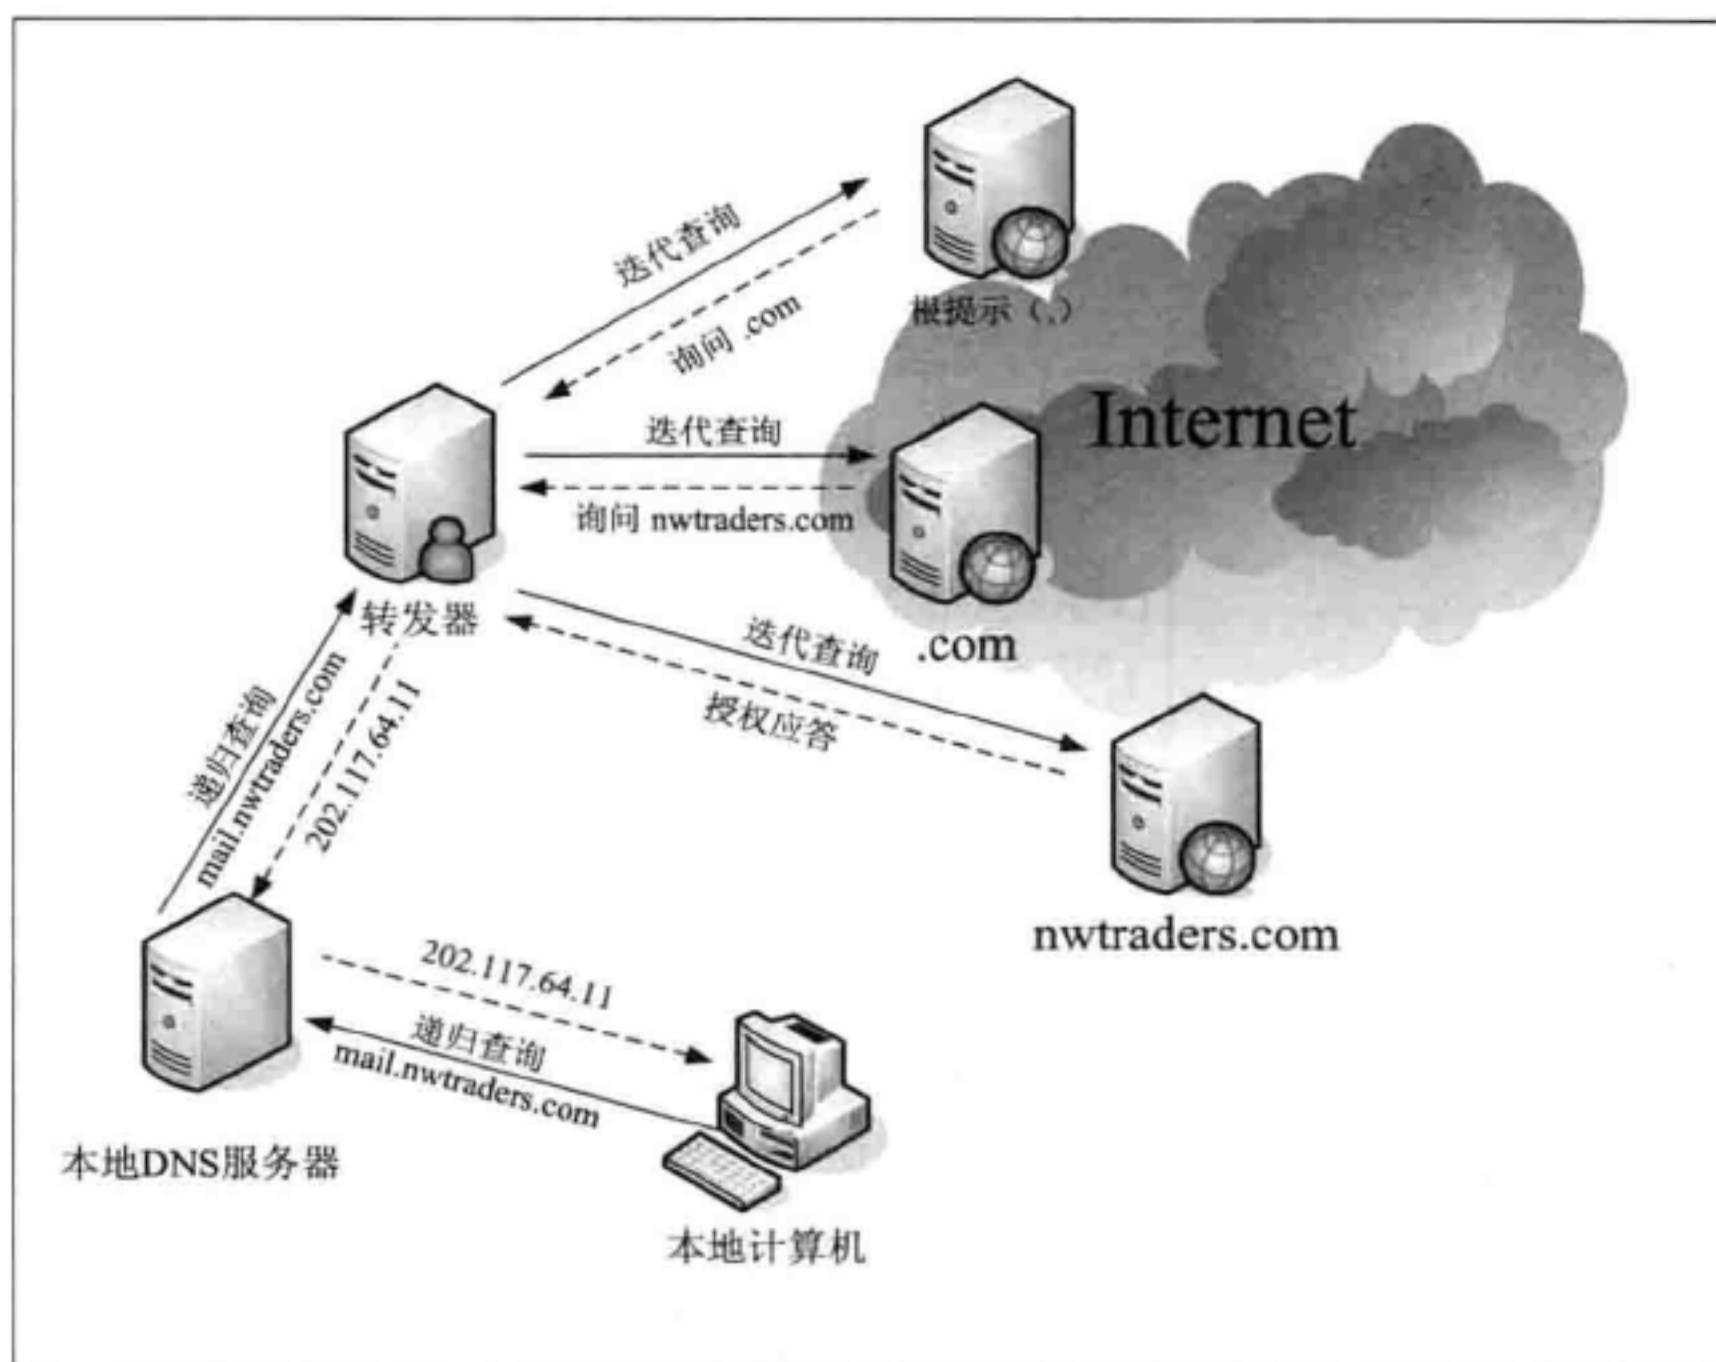 迭代查询
询问 .com
根提示（.）
Internet
迭代查询
询问 nwtraders.com
.com
转发器
迭代查询
授权应答
nwtraders.com
递归查询
mail.nwtraders.com
202.117.64.11
202.117.64.11
递归查询
mail.nwtraders.com
本地DNS服务器
本地计算机